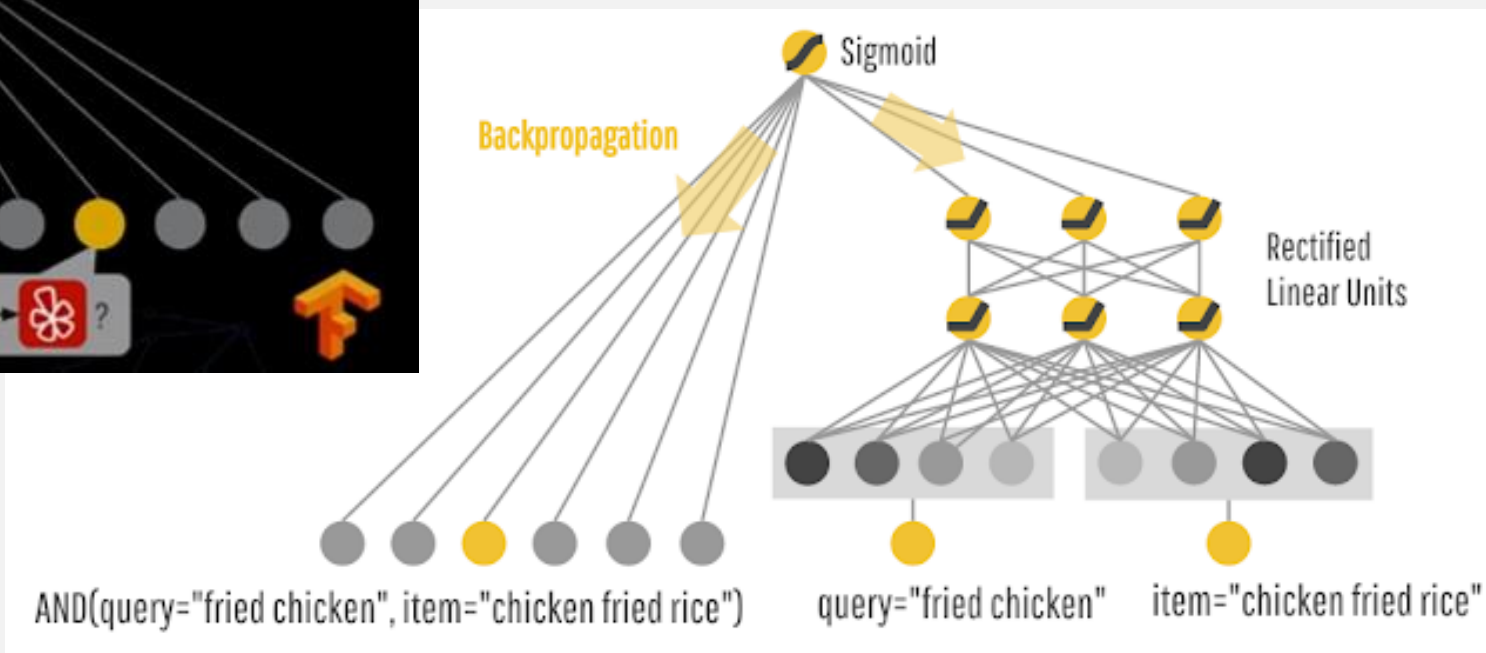 Sigmoid
Backpropagation
Rectified
Linear Units
?
AND(query="fried chicken", item="chicken fried rice")
query="fried chicken"
item="chicken fried rice"